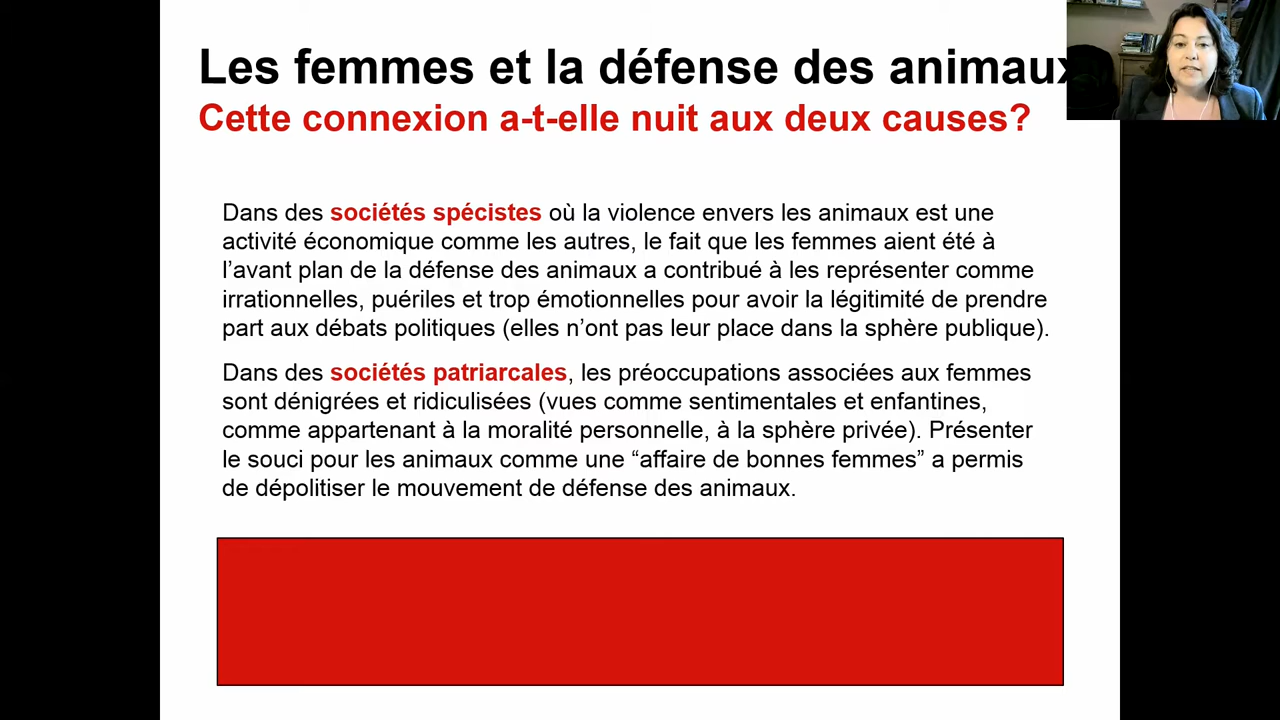 Les femmes et la défense des animaux
Cette connexion a-t-elle nuit aux deux causes?
Dans des sociétés spécistes où la violence envers les animaux est une
activité économique comme les autres, le fait que les femmes aient été à
l’avant plan de la défense des animaux a contribué à les représenter comme
irrationnelles, puériles et trop émotionnelles pour avoir la légitimité de prendre
part aux débats politiques (elles n’ont pas leur place dans la sphère publique).
Dans des sociétés patriarcales, les préoccupations associées aux femmes
sont dénigrées et ridiculisées (vues comme sentimentales et enfantines,
comme appartenant à la moralité personnelle, à la sphère privée). Présenter
le souci pour les animaux comme une “affaire de bonnes femmes” a permis
de dépolitiser le mouvement de défense des animaux.